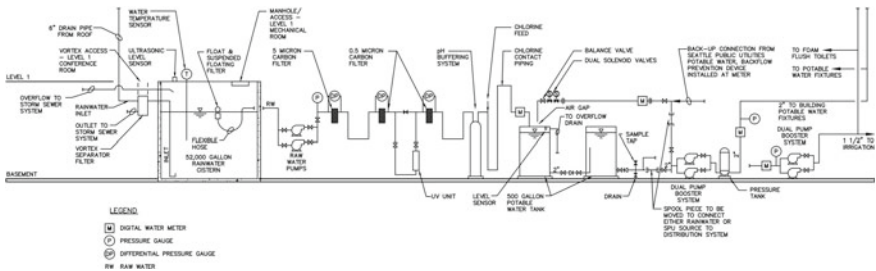 6" DRAIN PIPE
FROM ROOF
WATER
TEMPERATURE
SENSOR
MANHOLE/
ACCESS -
LEVEL 1
MECHANICAL
ROOM
VORTEX ACCESS
- LEVEL 1
CONFERENCE
ROOM
ULTRASONIC
LEVEL
SENSOR
FLOAT &
SUSPENDED
FLOATING
FILTER
5 MICRON
CARBON
FILTER
0.5 MICRON
CARBON
FILTER
pH
BUFFERING
SYSTEM
CHLORINE
FEED
CHLORINE
CONTACT
PIPING
BALANCE VALVE
DUAL SOLENOID VALVES
BACK-UP CONNECTION FROM
SEATTLE PUBLIC UTILITIES
POTABLE WATER, BACKFLOW
PREVENTION DEVICE
INSTALLED AT METER
TO FOAM
FLUSH TOILETS
TO POTABLE
WATER FIXTURES
LEVEL 1
OVERFLOW TO
STORM SEWER
SYSTEM
RAINWATER
INLET
OUTLET TO
STORM SEWER
SYSTEM
VORTEX
SEPARATOR
FILTER
INLET
FLEXIBLE
HOSE
52,000 GALLON
RAINWATER
CISTERN
T
RW
P
DP
DP
DP
RAW
WATER
PUMPS
UV UNIT
LEVEL
SENSOR
500 GALLON
POTABLE
WATER TANK
AIR GAP
TO OVERFLOW
DRAIN
M
SAMPLE
TAP
DRAIN
2"
DUAL PUMP
BOOSTER
SYSTEM
SPOOL PIECE TO BE
MOVED TO CONNECT
EITHER RAINWATER OR
SPU SOURCE TO
DISTRIBUTION SYSTEM
PRESSURE
TANK
P
M
2" TO BUILDING
POTABLE WATER
FIXTURES
M
P
DUAL PUMP
BOOSTER
SYSTEM
1 1/2" TO
IRRIGATION
BASEMENT
LEGEND
M DIGITAL WATER METER
P PRESSURE GAUGE
DP DIFFERENTIAL PRESSURE GAUGE
RW RAW WATER